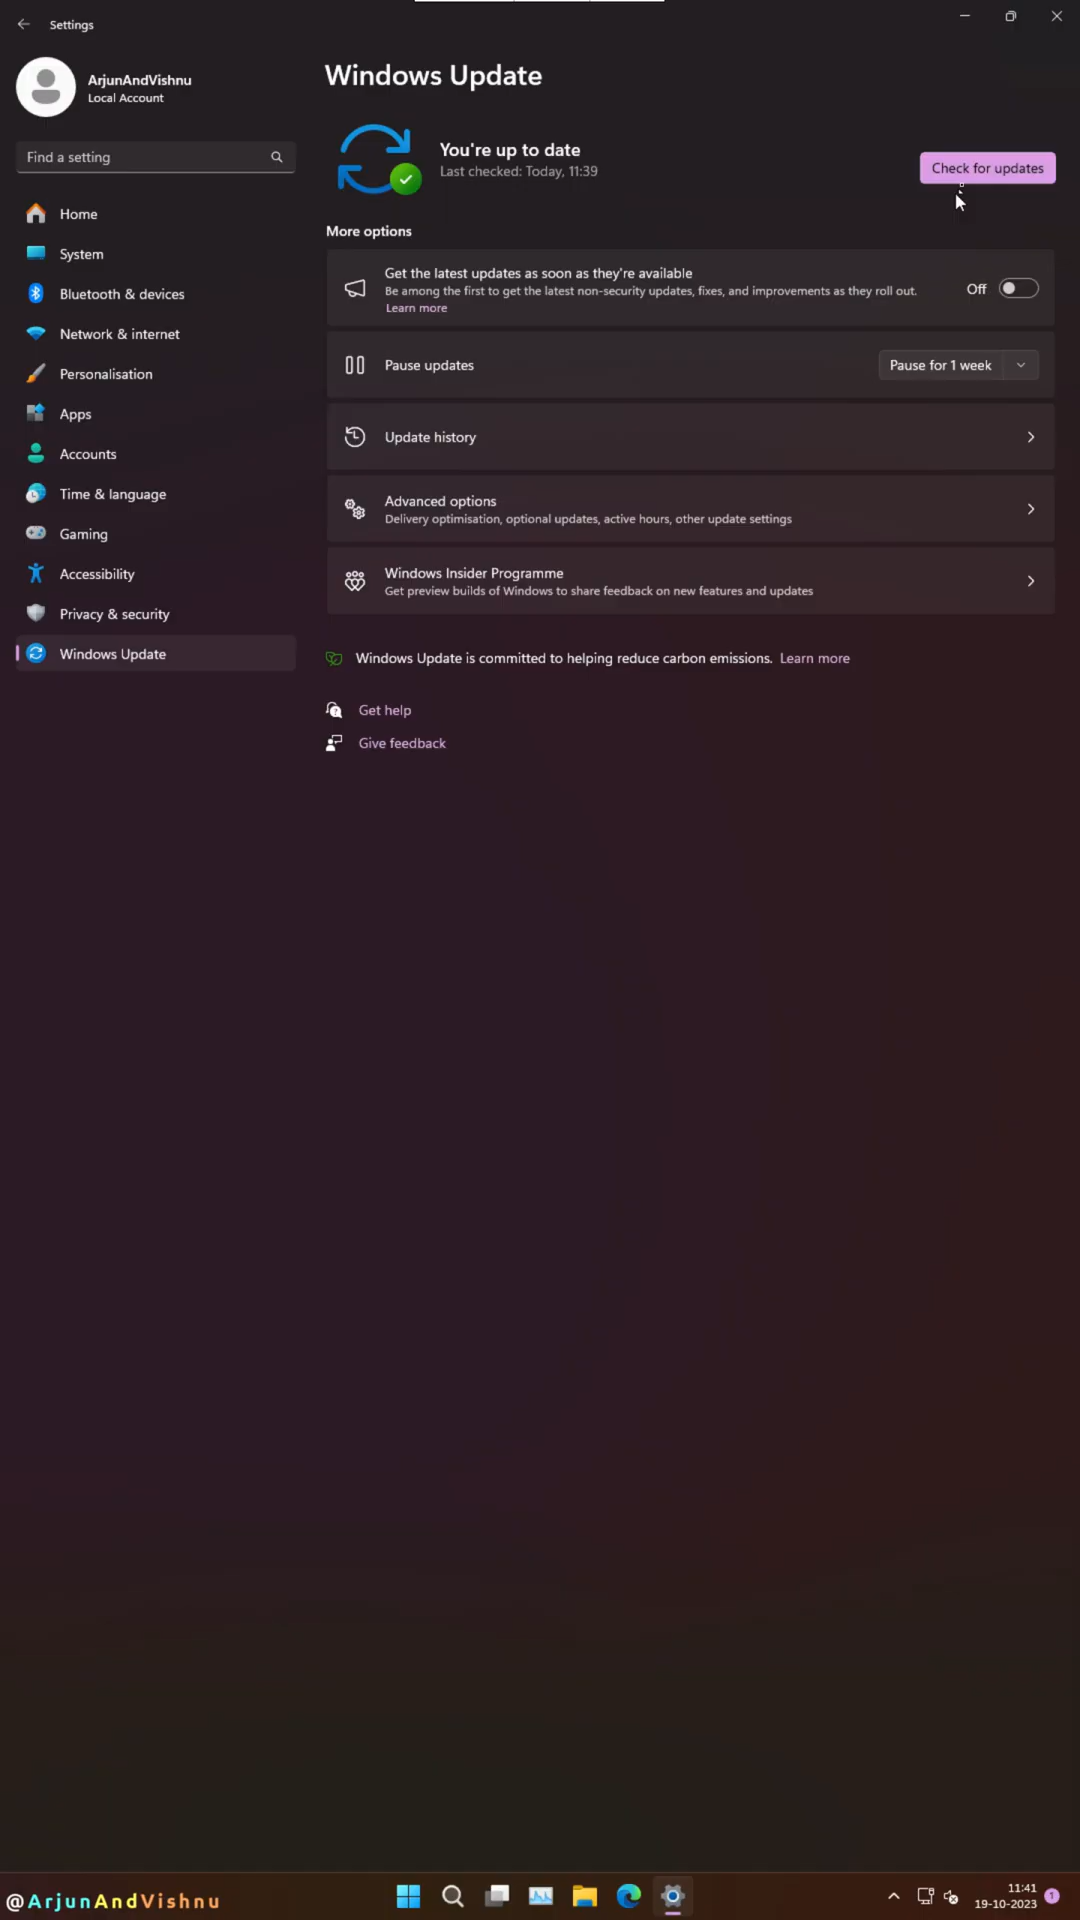 Settings
ArjunAndVishnu
Local Account
Find a setting
Home
System
Bluetooth & devices
Network & internet
Personalisation
Apps
Accounts
Time & language
Gaming
Accessibility
Privacy & security
Windows Update
Windows Update
You're up to date
Last checked: Today, 11:39
Check for updates
More options
Get the latest updates as soon as they're available
Be among the first to get the latest non-security updates, fixes, and improvements as they roll out.
Learn more
Off
Pause updates
Pause for 1 week
Update history
Advanced options
Delivery optimisation, optional updates, active hours, other update settings
Windows Insider Programme
Get preview builds of Windows to share feedback on new features and updates
Windows Update is committed to helping reduce carbon emissions. Learn more
Get help
Give feedback
@ArjunAndVishnu
11:41
19-10-2023
1